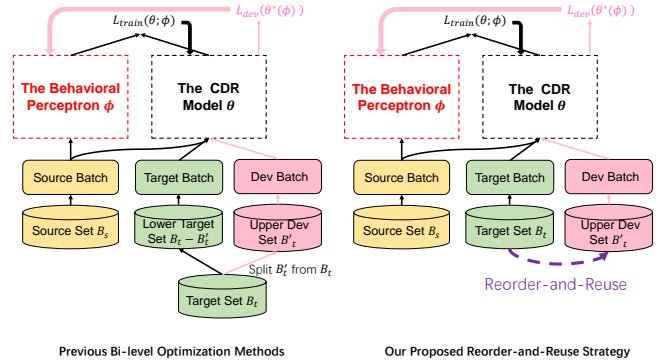 L_dev(θ*(ϕ))
L_train(θ;ϕ)
The Behavioral
Perceptron ϕ
The CDR
Model θ
Source Batch
Target Batch
Dev Batch
Source Set B_s
Lower Target
Set B_t − B'_t
Upper Dev
Set B'_t
Split B'_t from B_t
Target Set B_t
Previous Bi-level Optimization Methods
L_dev(θ*(ϕ))
L_train(θ;ϕ)
The Behavioral
Perceptron ϕ
The CDR
Model θ
Source Batch
Target Batch
Dev Batch
Source Set B_s
Target Set B_t
Upper Dev
Set B'_t
Reorder-and-Reuse
Our Proposed Reorder-and-Reuse Strategy